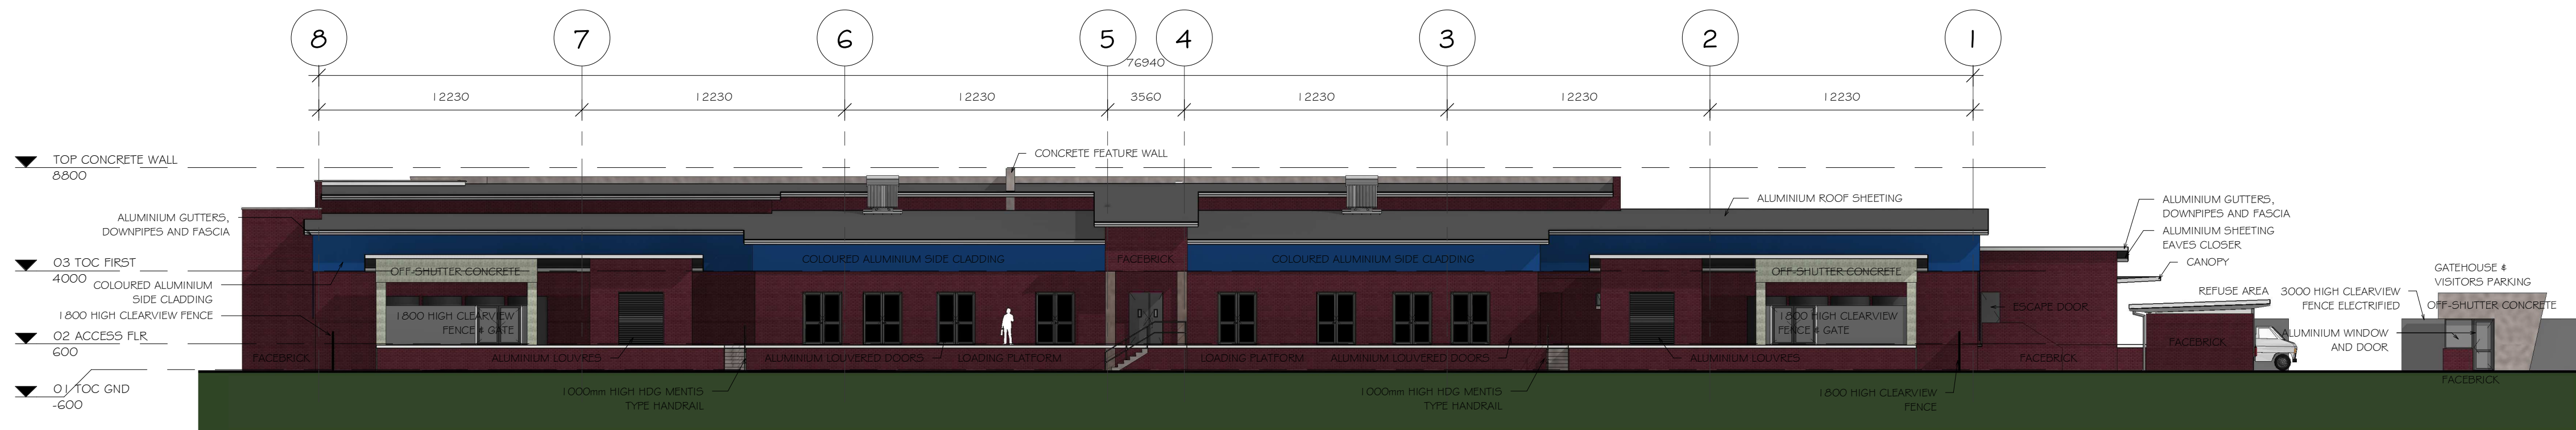 8 7 6 5 4 3 2 1
76940
12230 12230 12230 3560 12230 12230 12230
TOP CONCRETE WALL
8800
CONCRETE FEATURE WALL
ALUMINIUM ROOF SHEETING
ALUMINIUM GUTTERS,
DOWNPIPES AND FASCIA
ALUMINIUM GUTTERS,
DOWNPIPES AND FASCIA
ALUMINIUM SHEETING
EAVES CLOSER
CANOPY
03 TOC FIRST
4000
COLOURED ALUMINIUM
SIDE CLADDING
1800 HIGH CLEARVIEW FENCE
02 ACCESS FLR
600
01 TOC GND
-600
OFF-SHUTTER CONCRETE
COLOURED ALUMINIUM SIDE CLADDING
FACEBRICK
COLOURED ALUMINIUM SIDE CLADDING
OFF-SHUTTER CONCRETE
1800 HIGH CLEARVIEW
FENCE & GATE
1800 HIGH CLEARVIEW
FENCE & GATE
ESCAPE DOOR
REFUSE AREA
GATEHOUSE &
VISITORS PARKING
3000 HIGH CLEARVIEW
FENCE ELECTRIFIED
OFF-SHUTTER CONCRETE
ALUMINIUM WINDOW
AND DOOR
FACEBRICK
FACEBRICK
ALUMINIUM LOUVRES
ALUMINIUM LOUVERED DOORS
LOADING PLATFORM
LOADING PLATFORM
ALUMINIUM LOUVERED DOORS
ALUMINIUM LOUVRES
FACEBRICK
FACEBRICK
1000mm HIGH HDG MENTIS
TYPE HANDRAIL
1000mm HIGH HDG MENTIS
TYPE HANDRAIL
1800 HIGH CLEARVIEW
FENCE